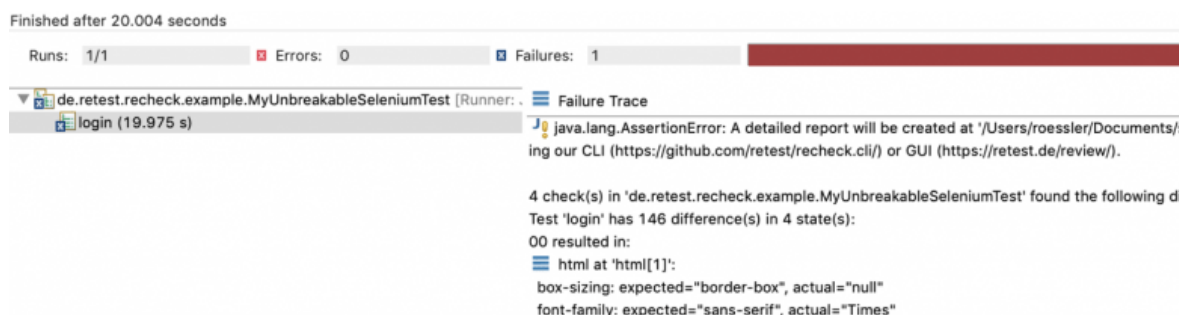 Finished after 20.004 seconds
Runs: 1/1 Errors: 0 Failures: 1
de.retest.recheck.example.MyUnbreakableSeleniumTest [Runner:
login (19.975 s)
Failure Trace
java.lang.AssertionError: A detailed report will be created at '/Users/roessler/Documents/
ing our CLI (https://github.com/retest/recheck.cli/) or GUI (https://retest.de/review/).
4 check(s) in 'de.retest.recheck.example.MyUnbreakableSeleniumTest' found the following
Test 'login' has 146 difference(s) in 4 state(s):
00 resulted in:
html at 'html[1]':
box-sizing: expected="border-box", actual="null"
font-family: expected="sans-serif", actual="Times"